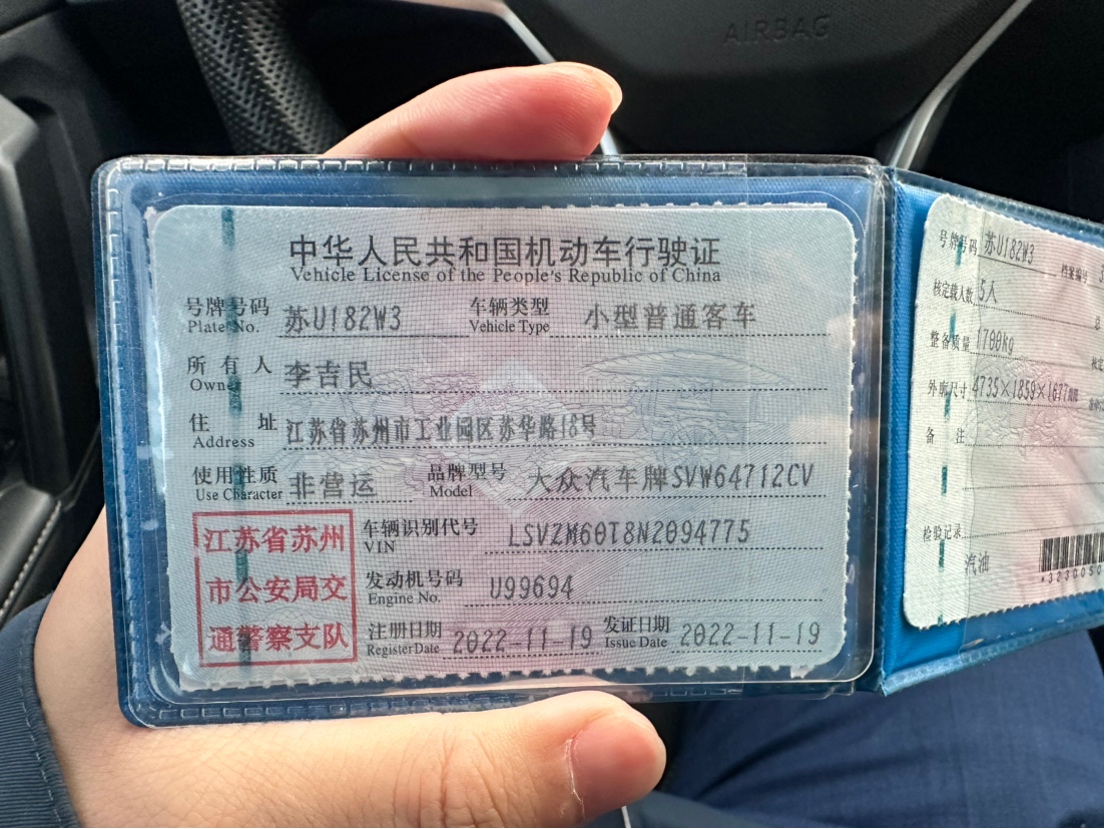 AIRBAG
中华人民共和国机动车行驶证
Vehicle License of the People's Republic of China
号牌号码 苏U182W3 车辆类型 小型普通客车
Plate No. Vehicle Type
所有人 李吉民
Owner
住址 江苏省苏州市工业园区苏华路18号
Address
使用性质 非营运 品牌型号 大众汽车牌SVW64712CV
Use Character Model
江苏省苏州
市公安局交
通警察支队
车辆识别代号 LSVZM60T8N2094775
VIN
发动机号码 U99694
Engine No.
注册日期 2022-11-19 发证日期 2022-11-19
Register Date Issue Date
号牌号码 苏U182W3 档案编号 3
核定载人数 5人 总
整备质量 1700kg 核定
外廓尺寸 4735×1859×1677
备注
检验记录
汽油